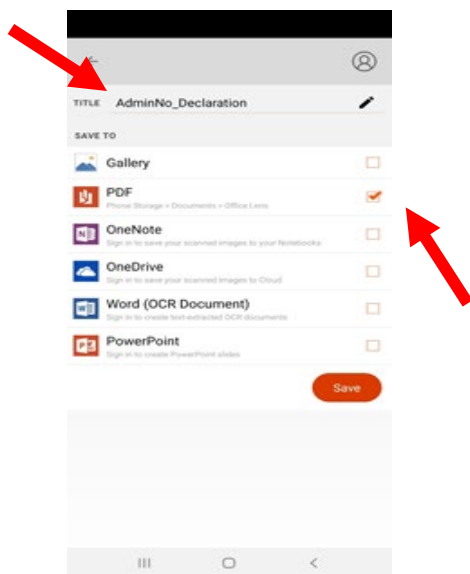 TITLE AdminNo_Declaration
SAVE TO
Gallery
PDF
Phone Storage > Documents > Office Lens
OneNote
Sign in to save your scanned images to your Notebooks
OneDrive
Sign in to save your scanned images to Cloud
Word (OCR Document)
Sign in to create text-extracted OCR documents
PowerPoint
Sign in to create PowerPoint slides
Save